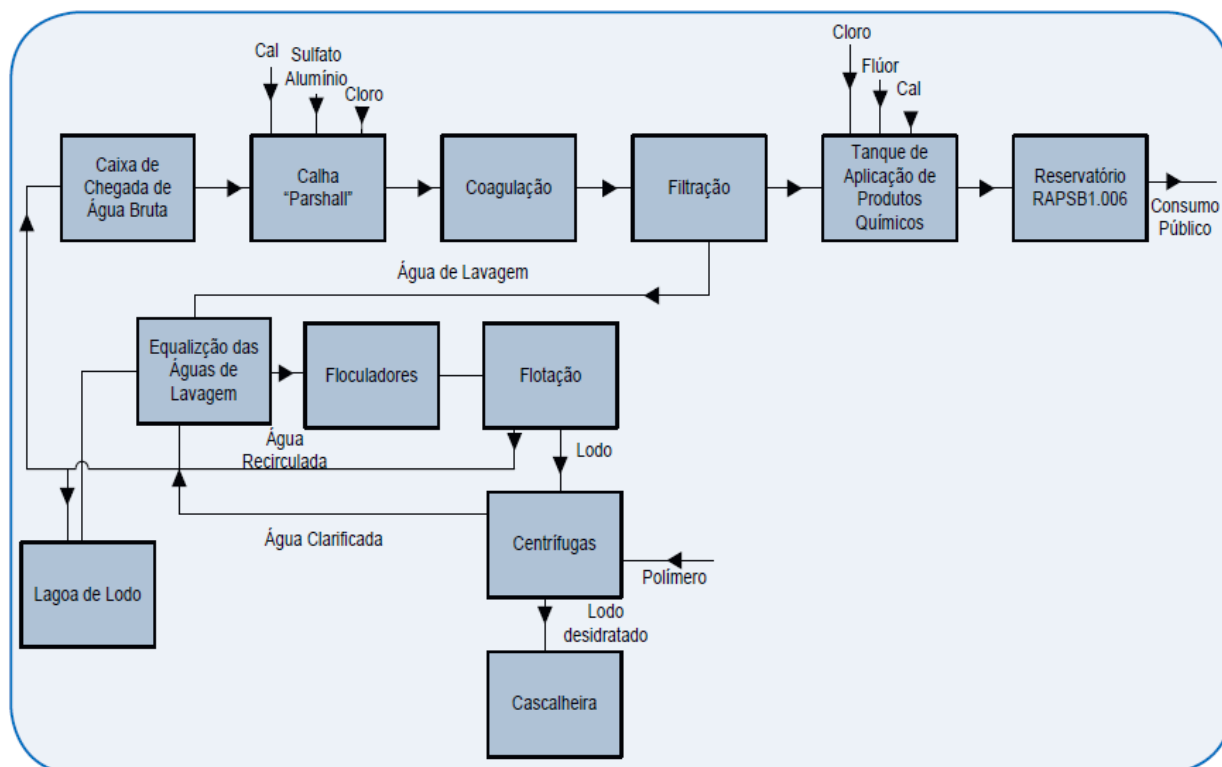 Cal
Sulfato
Alumínio
Cloro
Cloro
Flúor
Cal
Caixa de
Chegada de
Água Bruta
Calha
“Parshall”
Coagulação
Filtração
Tanque de
Aplicação de
Produtos
Químicos
Reservatório
RAPSB1.006
Consumo
Público
Água de Lavagem
Equalizção das
Águas de
Lavagem
Floculadores
Flotação
Água
Recirculada
Lodo
Água Clarificada
Centrífugas
Polímero
Lagoa de Lodo
Lodo
desidratado
Cascalheira